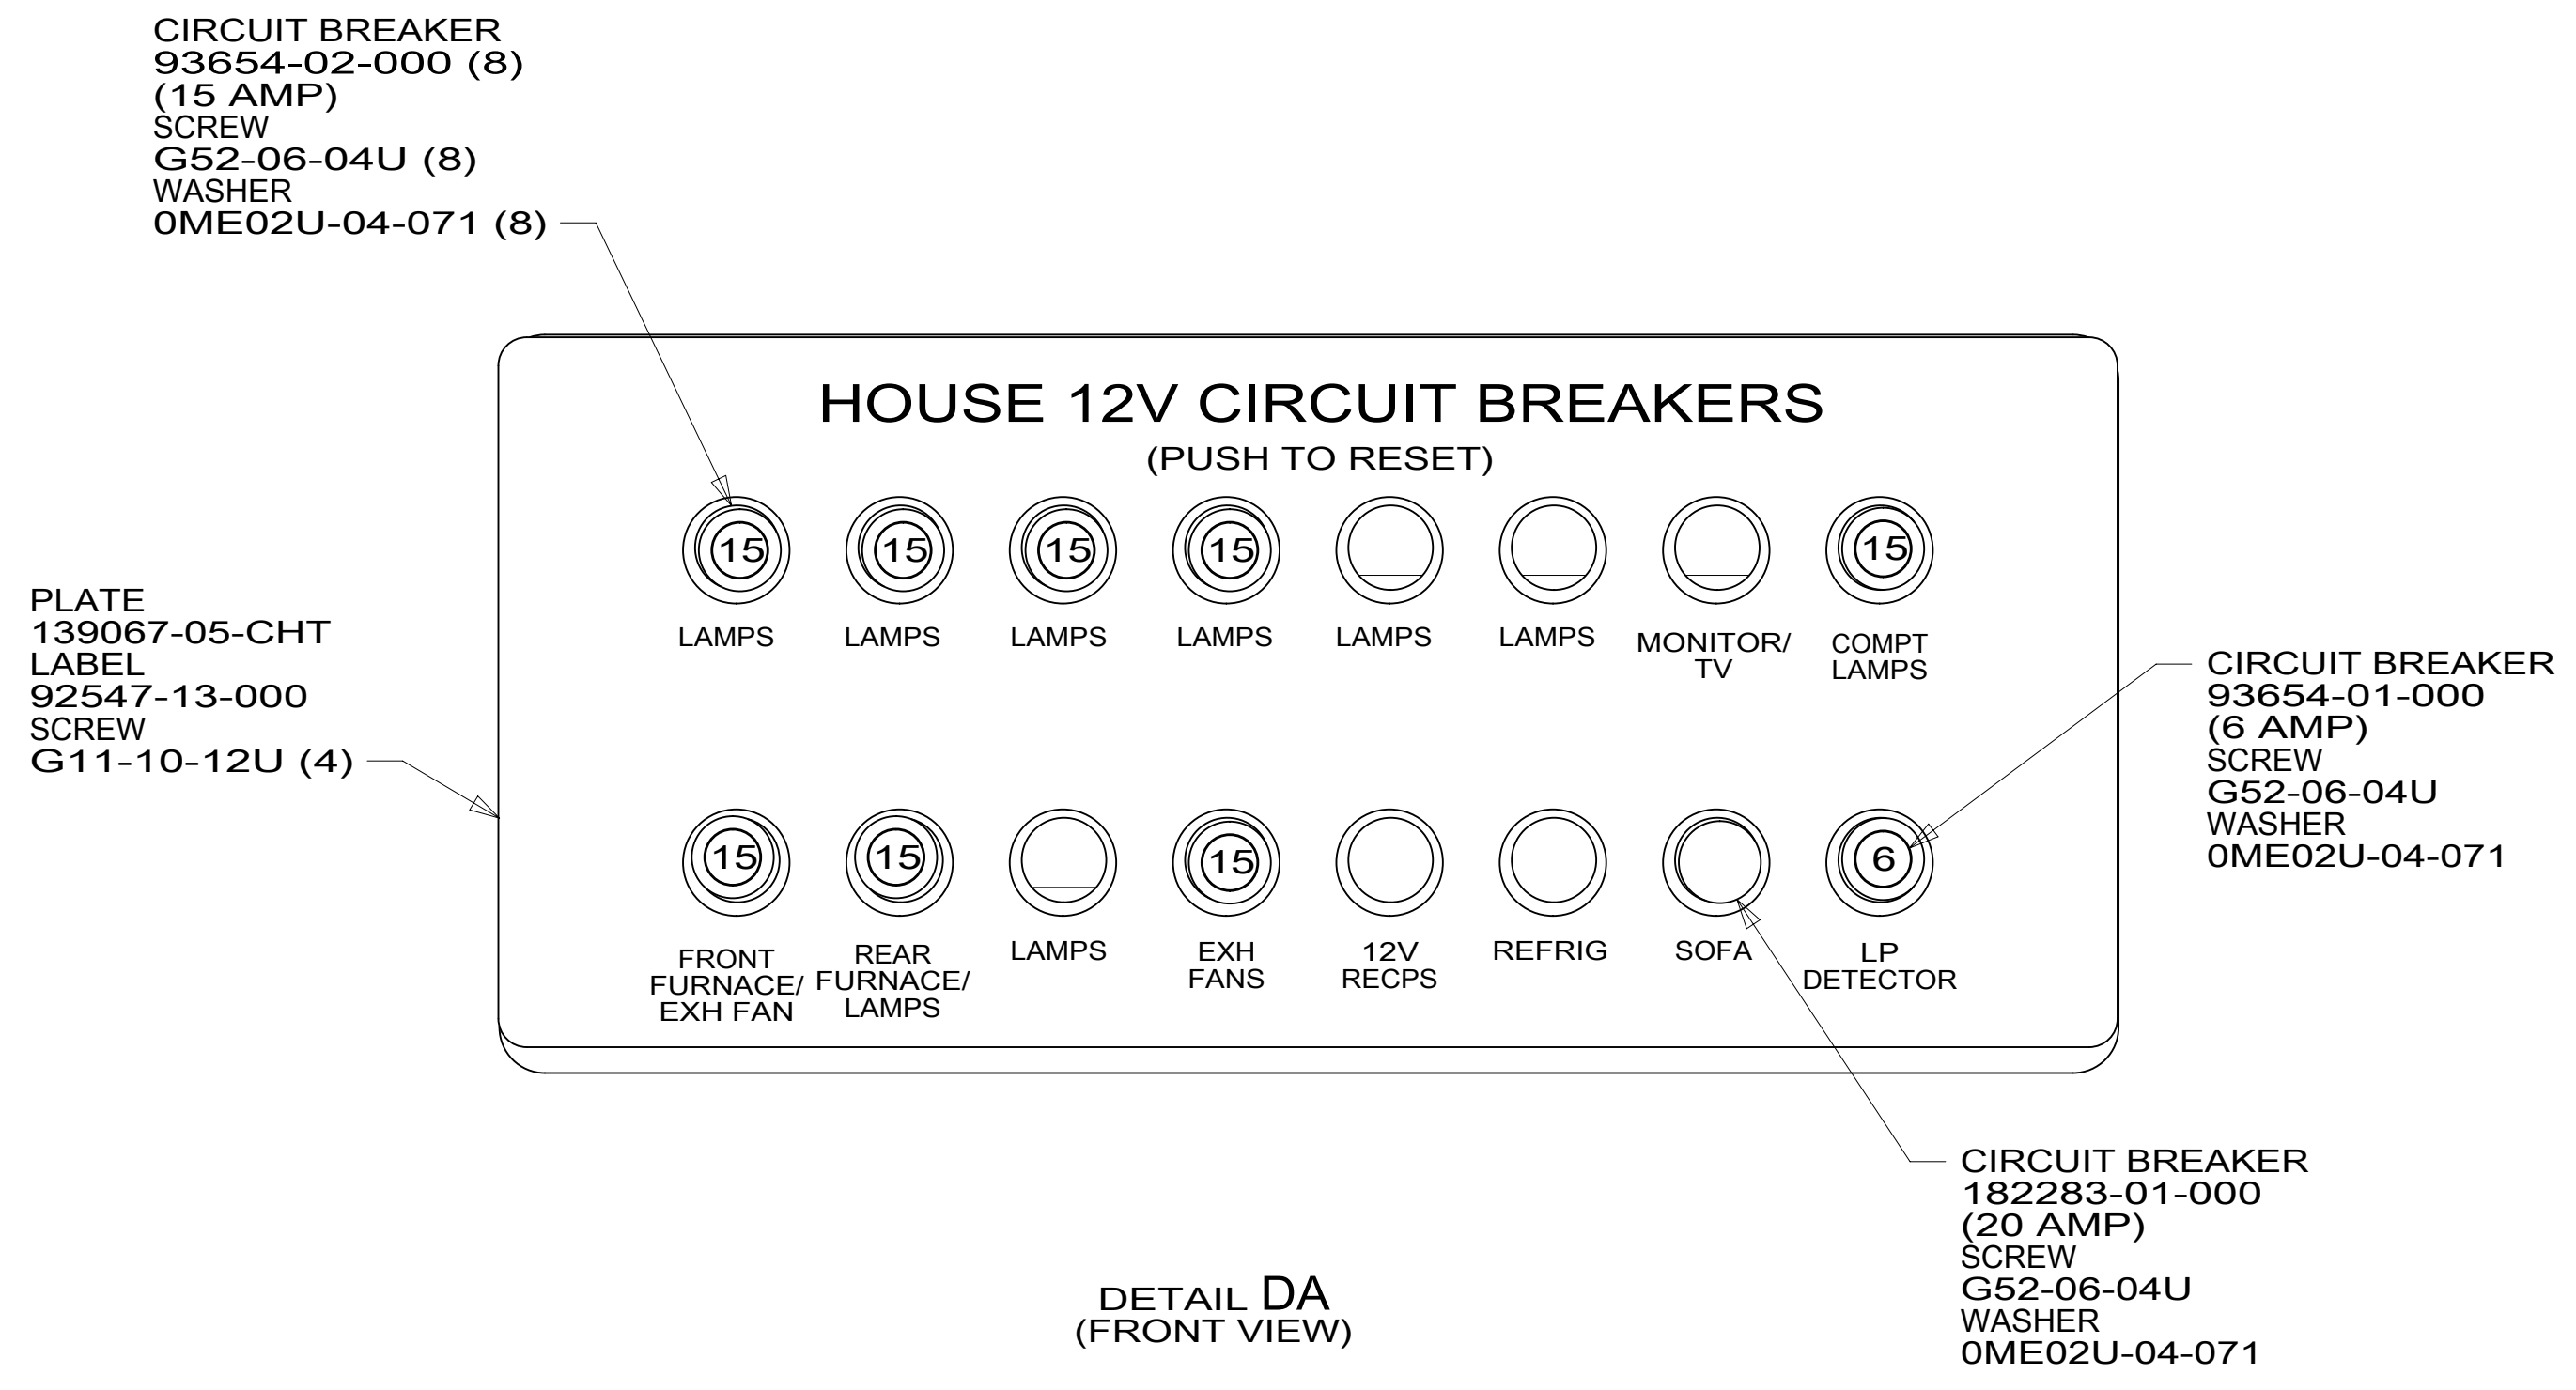 CIRCUIT BREAKER
93654-02-000 (8)
(15 AMP)
SCREW
G52-06-04U (8)
WASHER
0ME02U-04-071 (8)
HOUSE 12V CIRCUIT BREAKERS
(PUSH TO RESET)
15 15 15 15 15
LAMPS LAMPS LAMPS LAMPS LAMPS LAMPS MONITOR/ COMPT
TV LAMPS
PLATE
139067-05-CHT
LABEL
92547-13-000
SCREW
G11-10-12U (4)
CIRCUIT BREAKER
93654-01-000
(6 AMP)
SCREW
G52-06-04U
WASHER
0ME02U-04-071
15 15 15 6
FRONT REAR LAMPS EXH 12V REFRIG SOFA LP
FURNACE/ FURNACE/ FANS RECPS DETECTOR
EXH FAN LAMPS
CIRCUIT BREAKER
182283-01-000
(20 AMP)
SCREW
G52-06-04U
WASHER
0ME02U-04-071
DETAIL DA
(FRONT VIEW)